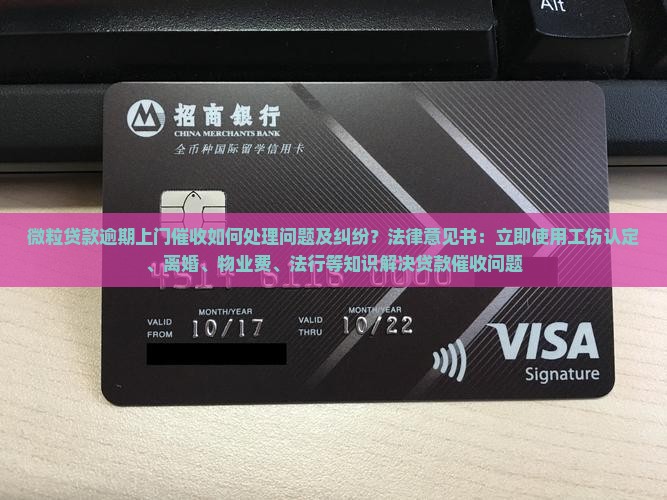 Alt
招商银行
CHINA MERCHANTS BANK
全币种国际留学信用卡
微粒贷款逾期上门催收如何处理问题及纠纷？法律意见书：立即使用工伤认定
、离婚、物业费、法行等知识解决贷款催收问题
MONTH/YEAR
MONTH/YEAR
VALID FROM 10/17
VALID THRU 10/22
VISA
Signature